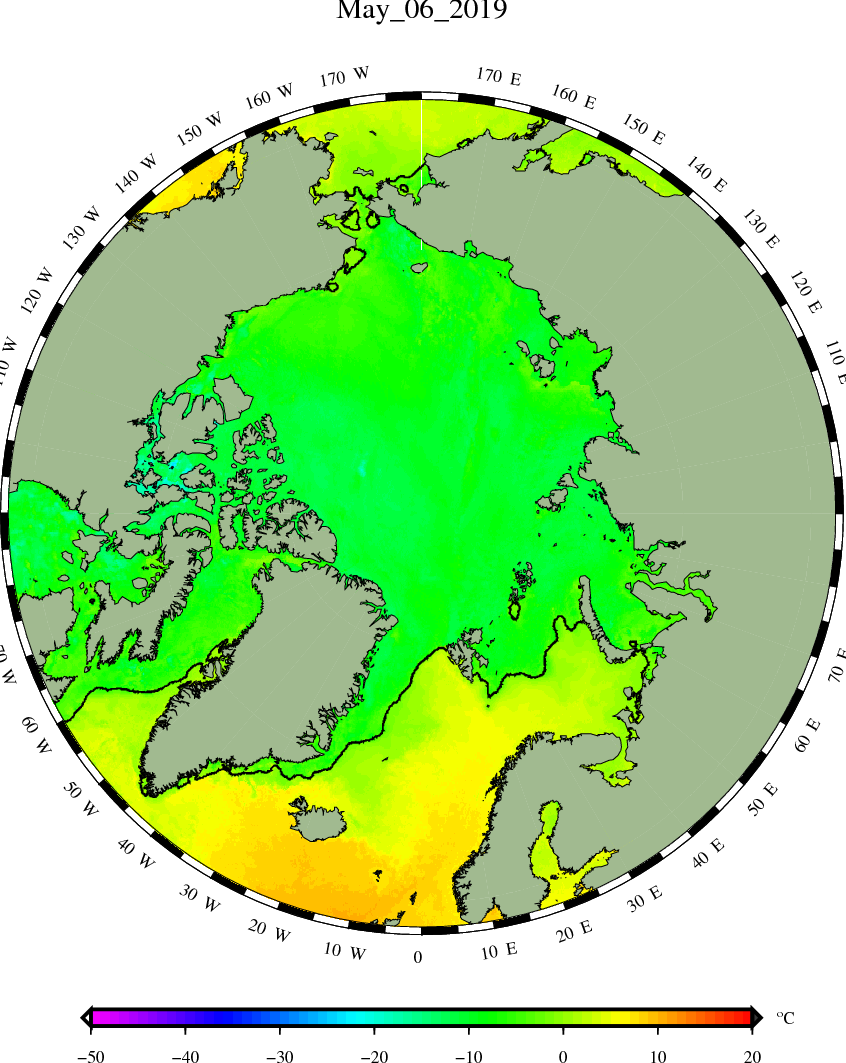 May_06_2019
170 W
170 E
160 W
160 E
150 W
150 E
140 W
140 E
130 W
130 E
120 W
120 E
110 E
70 E
60 W
60 E
50 W
50 E
40 W
40 E
30 W
30 E
20 W
20 E
10 W
10 E
0
°C
−50 −40 −30 −20 −10 0 10 20